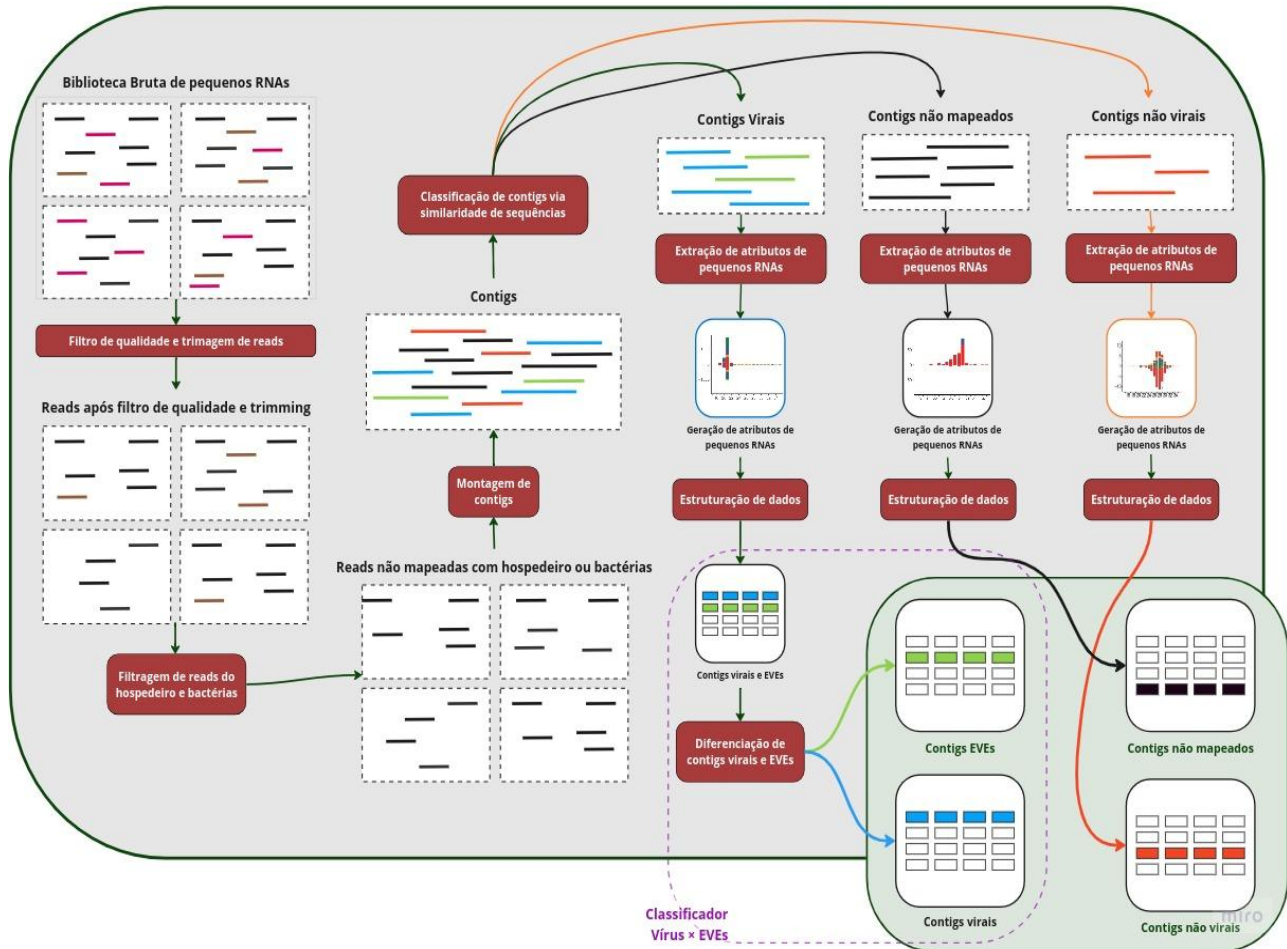 Biblioteca Bruta de pequenos RNAs
Filtro de qualidade e trimagem de reads
Reads após filtro de qualidade e trimming
Filtragem de reads do
hospedeiro e bactérias
Reads não mapeadas com hospedeiro ou bactérias
Montagem de
contigs
Contigs
Classificação de contigs via
similaridade de sequências
Contigs Virais
Extração de atributos de
pequenos RNAs
Geração de atributos de
pequenos RNAs
Estruturação de dados
Contigs virais e EVEs
Diferenciação de
contigs virais e EVEs
Contigs não mapeados
Extração de atributos de
pequenos RNAs
Geração de atributos de
pequenos RNAs
Estruturação de dados
Contigs não virais
Extração de atributos de
pequenos RNAs
Geração de atributos de
pequenos RNAs
Estruturação de dados
Contigs EVEs
Contigs não mapeados
Contigs virais
Contigs não virais
Classificador
Vírus × EVEs
miro